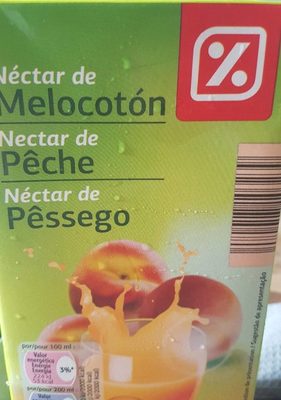 %
Néctar de
Melocotón
Nectar de
Pêche
Néctar de
Pêssego
por/pour 100 ml
Valor
energético
Energie
Energia
3%*
por/pour 200 ml
Valor